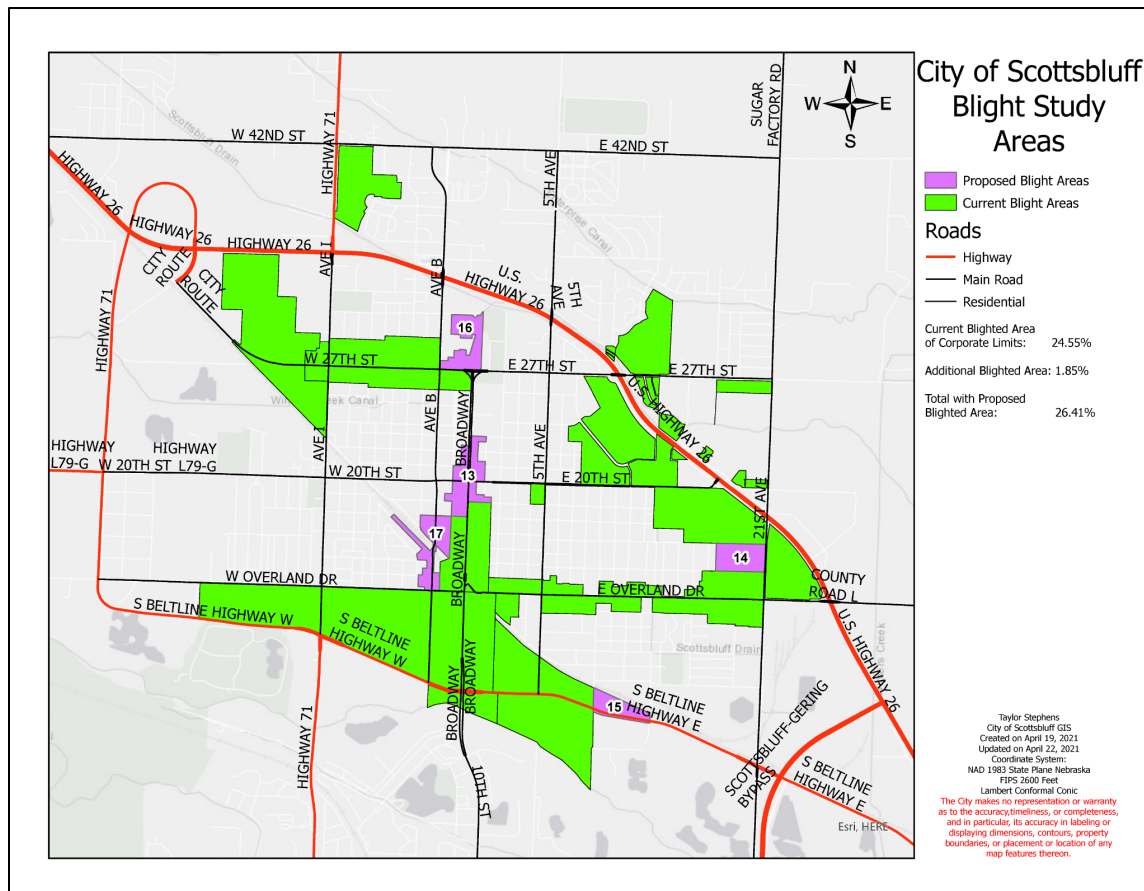 City of Scottsbluff
Blight Study
Areas
Proposed Blight Areas
Current Blight Areas
Roads
Highway
Main Road
Residential
Current Blighted Area
of Corporate Limits: 24.55%
Additional Blighted Area: 1.85%
Total with Proposed
Blighted Area: 26.41%
N
W E
S
SUGAR
FACTORY RD
HIGHWAY 71
W 42ND ST
E 42ND ST
Scottsbluff Drain
5TH AVE
HIGHWAY 26
HIGHWAY 26
HIGHWAY 26
CITY
ROUTE
CITY
ROUTE
AVE I
AVE B
U.S.
HIGHWAY 26
5TH
AVE
HIGHWAY 71
16
W 27TH ST
E 27TH ST
E 27TH ST
U.S. HIGHWAY 26
AVE B
BROADWAY
AVE I
5TH AVE
HIGHWAY
L79-G
HIGHWAY
W 20TH ST L79-G
W 20TH ST
13
E 20TH ST
21ST AVE
17
14
BROADWAY
W OVERLAND DR
E OVERLAND DR
COUNTY
ROAD L
S BELTLINE HIGHWAY W
S BELTLINE
HIGHWAY W
Scottsbluff Drain
U.S. HIGHWAY 26
BROADWAY
BROADWAY
15
S BELTLINE
HIGHWAY E
HIGHWAY 71
10TH ST
SCOTTSBLUFF-GERING
BYPASS
S BELTLINE
HIGHWAY E
Esri, HERE
Taylor Stephens
City of Scottsbluff GIS
Created on April 19, 2021
Updated on April 22, 2021
Coordinate System:
NAD 1983 State Plane Nebraska
FIPS 2600 Feet
Lambert Conformal Conic
The City makes no representation or warranty
as to the accuracy,timeliness, or completeness,
and in particular, its accuracy in labeling or
displaying dimensions, contours, property
boundaries, or placement or location of any
map features thereon.